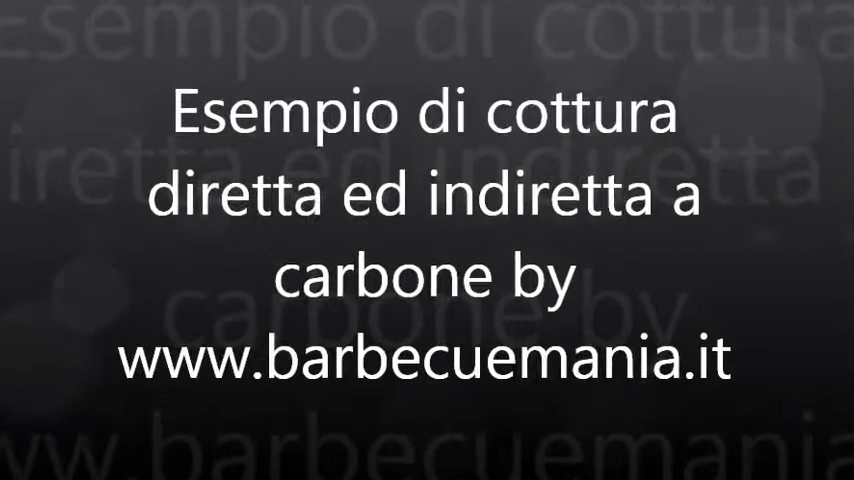 Esempio di cottura
diretta ed indiretta a
carbone by
www.barbecuemania.it